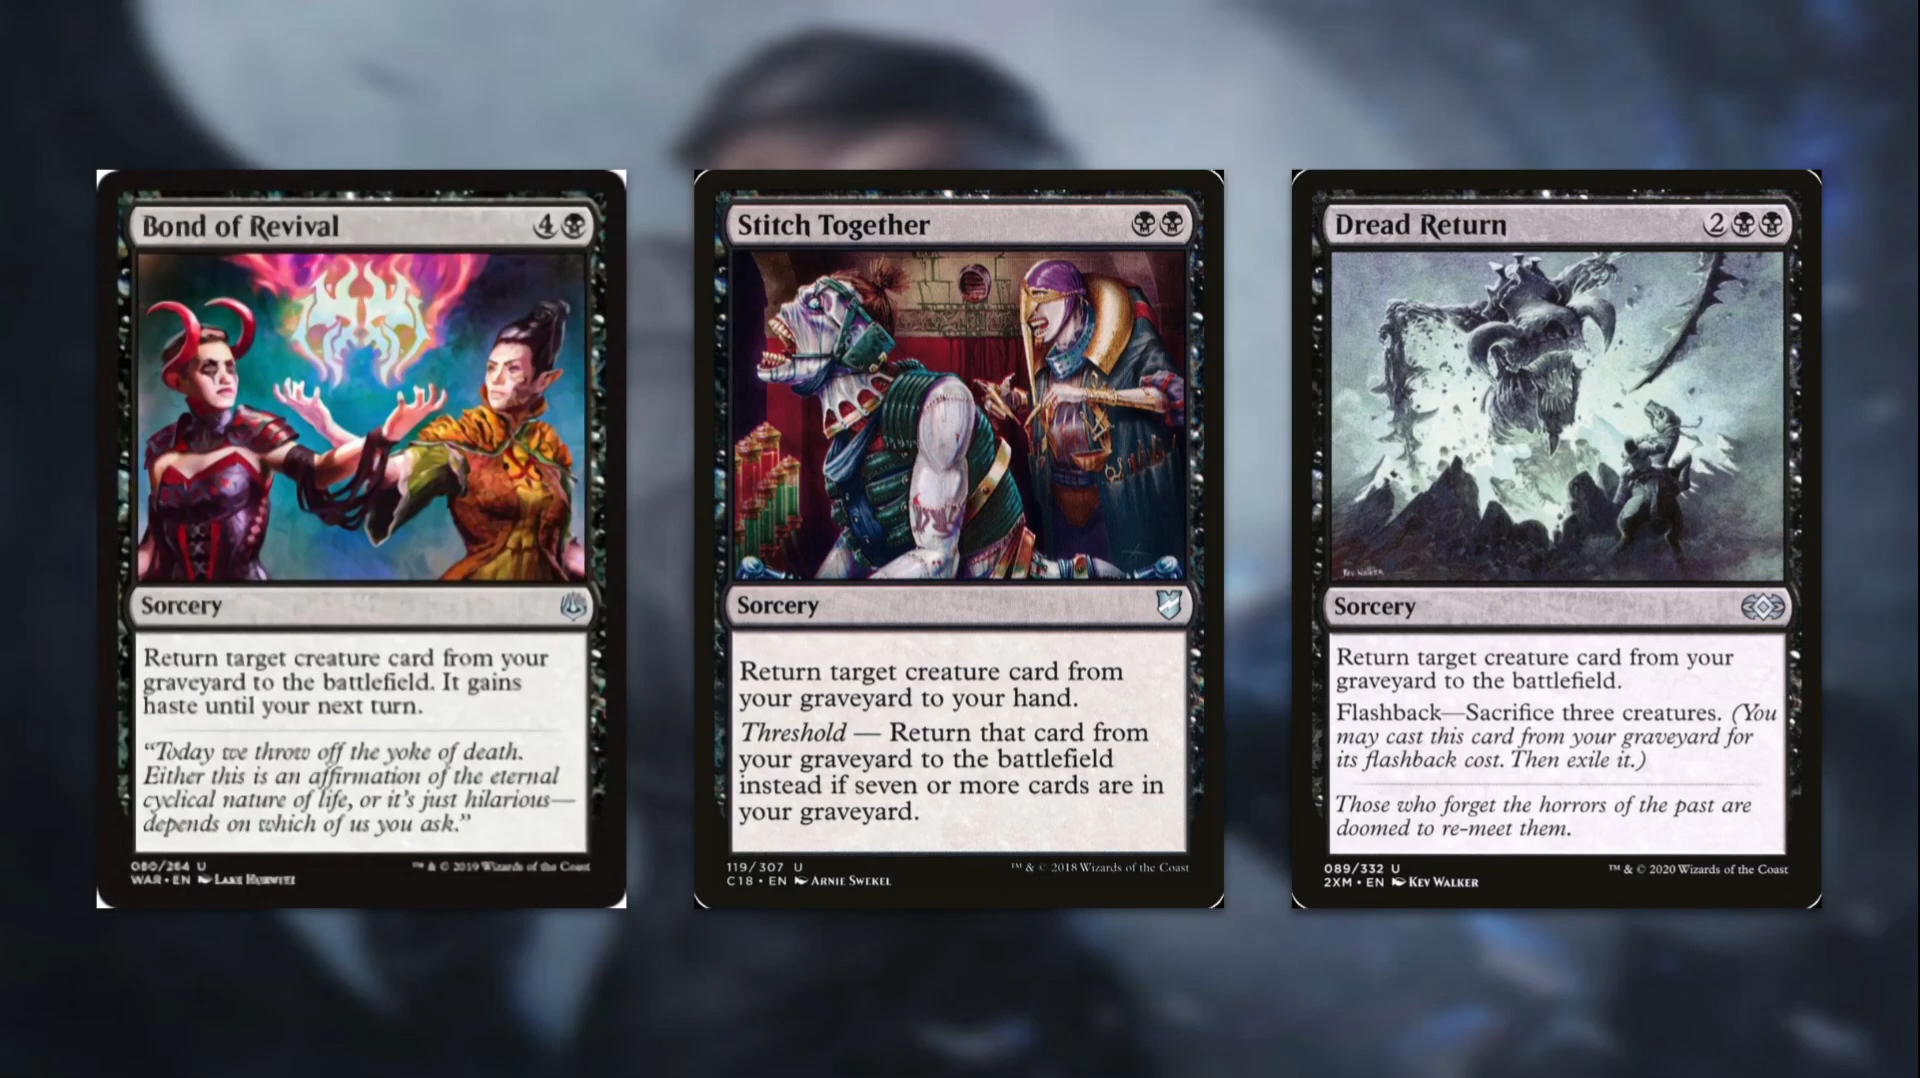 Bond of Revival 4
Sorcery
Return target creature card from your
graveyard to the battlefield. It gains
haste until your next turn.
“Today we throw off the yoke of death.
Either this is an affirmation of the eternal
cyclical nature of life, or it’s just hilarious—
depends on which of us you ask.”
080/264 U
™ & © 2019 Wizards of the Coast
WAR • EN
Stitch Together
Sorcery
Return target creature card from
your graveyard to your hand.
Threshold — Return that card from
your graveyard to the battlefield
instead if seven or more cards are in
your graveyard.
119/307 U
™ & © 2018 Wizards of the Coast
C18 • EN ARNIE SWEKEL
Dread Return 2
KEV WALKER
Sorcery
Return target creature card from your
graveyard to the battlefield.
Flashback—Sacrifice three creatures. (You
may cast this card from your graveyard for
its flashback cost. Then exile it.)
Those who forget the horrors of the past are
doomed to re-meet them.
089/332 U
™ & © 2020 Wizards of the Coast
2XM • EN KEV WALKER